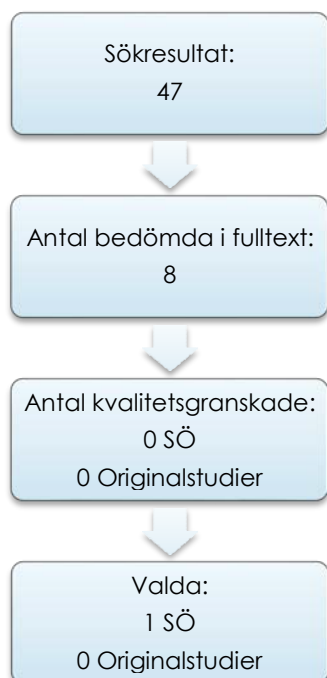 Sökresultat:
47
Antal bedömda i fulltext:
8
Antal kvalitetsgranskade:
0 SÖ
0 Originalstudier
Valda:
1 SÖ
0 Originalstudier